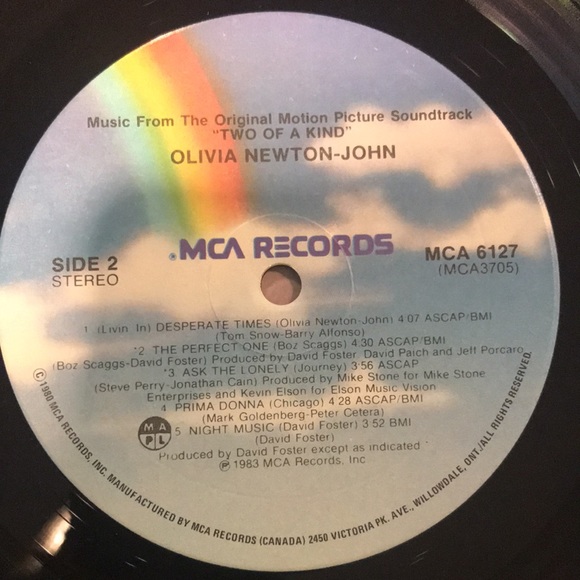 Music From The Original Motion Picture Soundtrack
"TWO OF A KIND"
OLIVIA NEWTON-JOHN
MCA RECORDS
SIDE 2
STEREO
MCA 6127
(MCA3705)
1 (Livin' In) DESPERATE TIMES (Olivia Newton-John) 4:07 ASCAP/BMI
(Tom Snow-Barry Alfonso)
*2 THE PERFECT ONE (Boz Scaggs) 4:30 ASCAP/BMI
(Boz Scaggs-David Foster) Produced by David Foster, David Paich and Jeff Porcaro
*3 ASK THE LONELY (Journey) 3:56 ASCAP
(Steve Perry-Jonathan Cain) Produced by Mike Stone for Mike Stone
Enterprises and Kevin Elson for Elson Music Vision
4 PRIMA DONNA (Chicago) 4:28 ASCAP/BMI
(Mark Goldenberg-Peter Cetera)
5 NIGHT MUSIC (David Foster) 3:52 BMI
(David Foster)
Produced by David Foster except as indicated*
℗ 1983 MCA Records, Inc
M A P L
© 1980 MCA RECORDS, INC. MANUFACTURED BY MCA RECORDS (CANADA) 2450 VICTORIA PK. AVE., WILLOWDALE, ONT./ALL RIGHTS RESERVED.